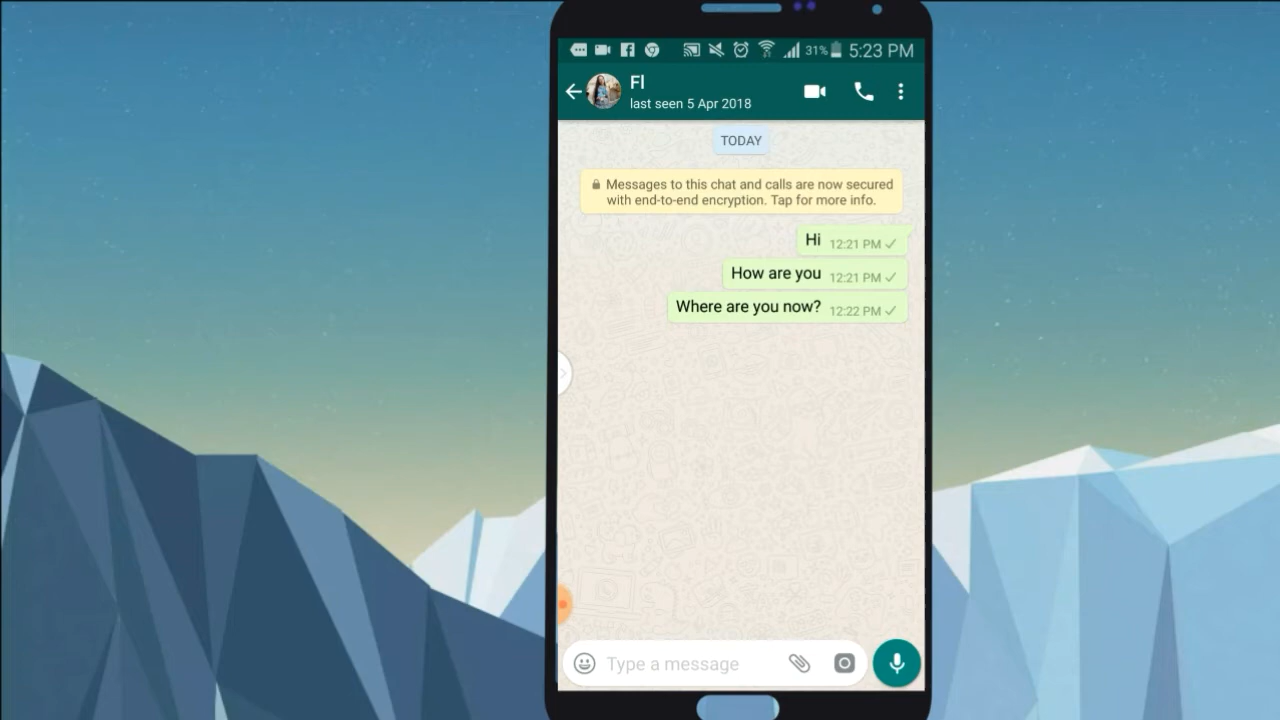 31% 5:23 PM
Fl
last seen 5 Apr 2018
TODAY
Messages to this chat and calls are now secured
with end-to-end encryption. Tap for more info.
Hi 12:21 PM
How are you 12:21 PM
Where are you now? 12:22 PM
Type a message